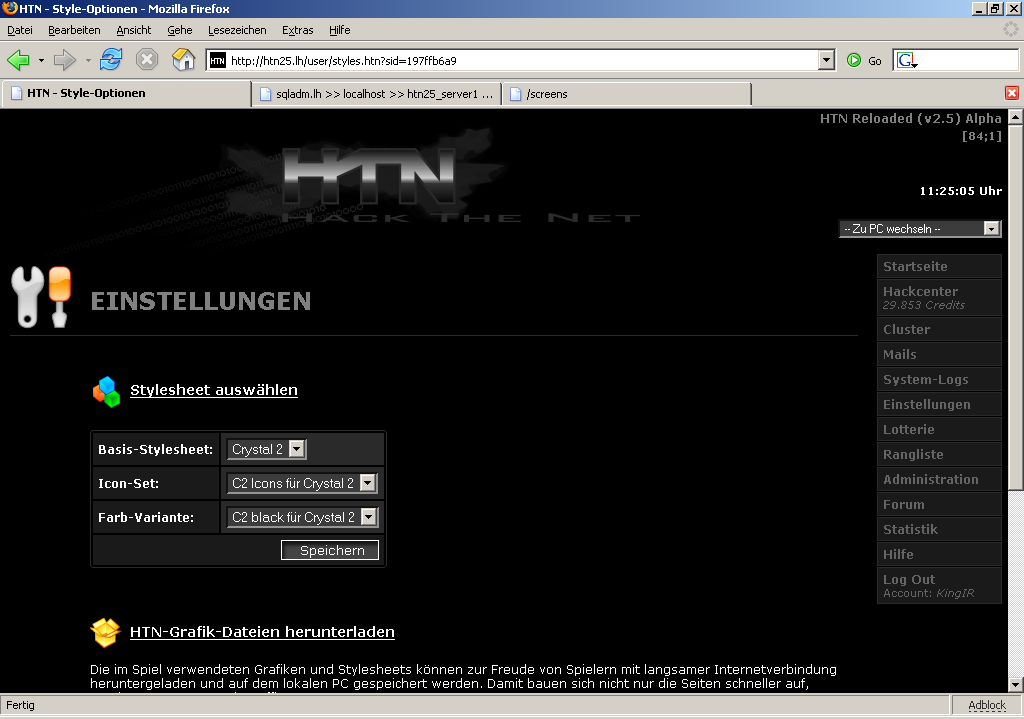 HTN - Style-Optionen - Mozilla Firefox
Datei Bearbeiten Ansicht Gehe Lesezeichen Extras Hilfe
HTN http://htn25.lh/user/styles.htn?sid=197ffb6a9 Go G
HTN - Style-Optionen sqladm.lh >> localhost >> htn25_server1 ... /screens
HTN Reloaded (v2.5) Alpha
[84;1]
HTN
HACK THE NET
11:25:05 Uhr
-- Zu PC wechseln --
EINSTELLUNGEN
Stylesheet auswählen
Basis-Stylesheet: Crystal 2
Icon-Set: C2 Icons für Crystal 2
Farb-Variante: C2 black für Crystal 2
Speichern
HTN-Grafik-Dateien herunterladen
Die im Spiel verwendeten Grafiken und Stylesheets können zur Freude von Spielern mit langsamer Internetverbindung
heruntergeladen und auf dem lokalen PC gespeichert werden. Damit bauen sich nicht nur die Seiten schneller auf,
Startseite
Hackcenter
29.853 Credits
Cluster
Mails
System-Logs
Einstellungen
Lotterie
Rangliste
Administration
Forum
Statistik
Hilfe
Log Out
Account: KingIR
Fertig Adblock